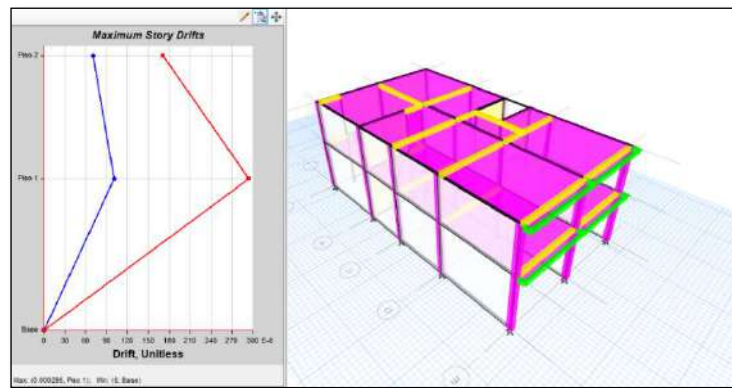 Maximum Story Drifts
Piso 2
Piso 1
Base
0 30 60 90 120 150 180 210 240 270 300 E-6
Drift, Unitless
Max: (0.000295, Piso 1); Min: (0, Base)